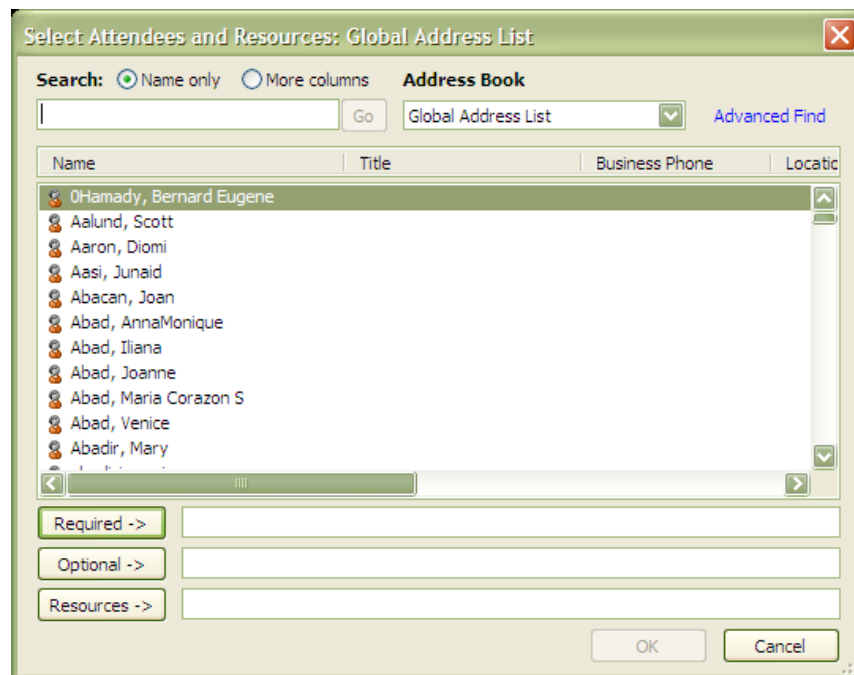 Select Attendees and Resources: Global Address List
Search: Name only More columns Address Book
Go Global Address List Advanced Find
Name Title Business Phone Locatic
0Hamady, Bernard Eugene
Aalund, Scott
Aaron, Diomi
Aasi, Junaid
Abacan, Joan
Abad, AnnaMonique
Abad, Iliana
Abad, Joanne
Abad, Maria Corazon S
Abad, Venice
Abadir, Mary
Required ->
Optional ->
Resources ->
OK Cancel